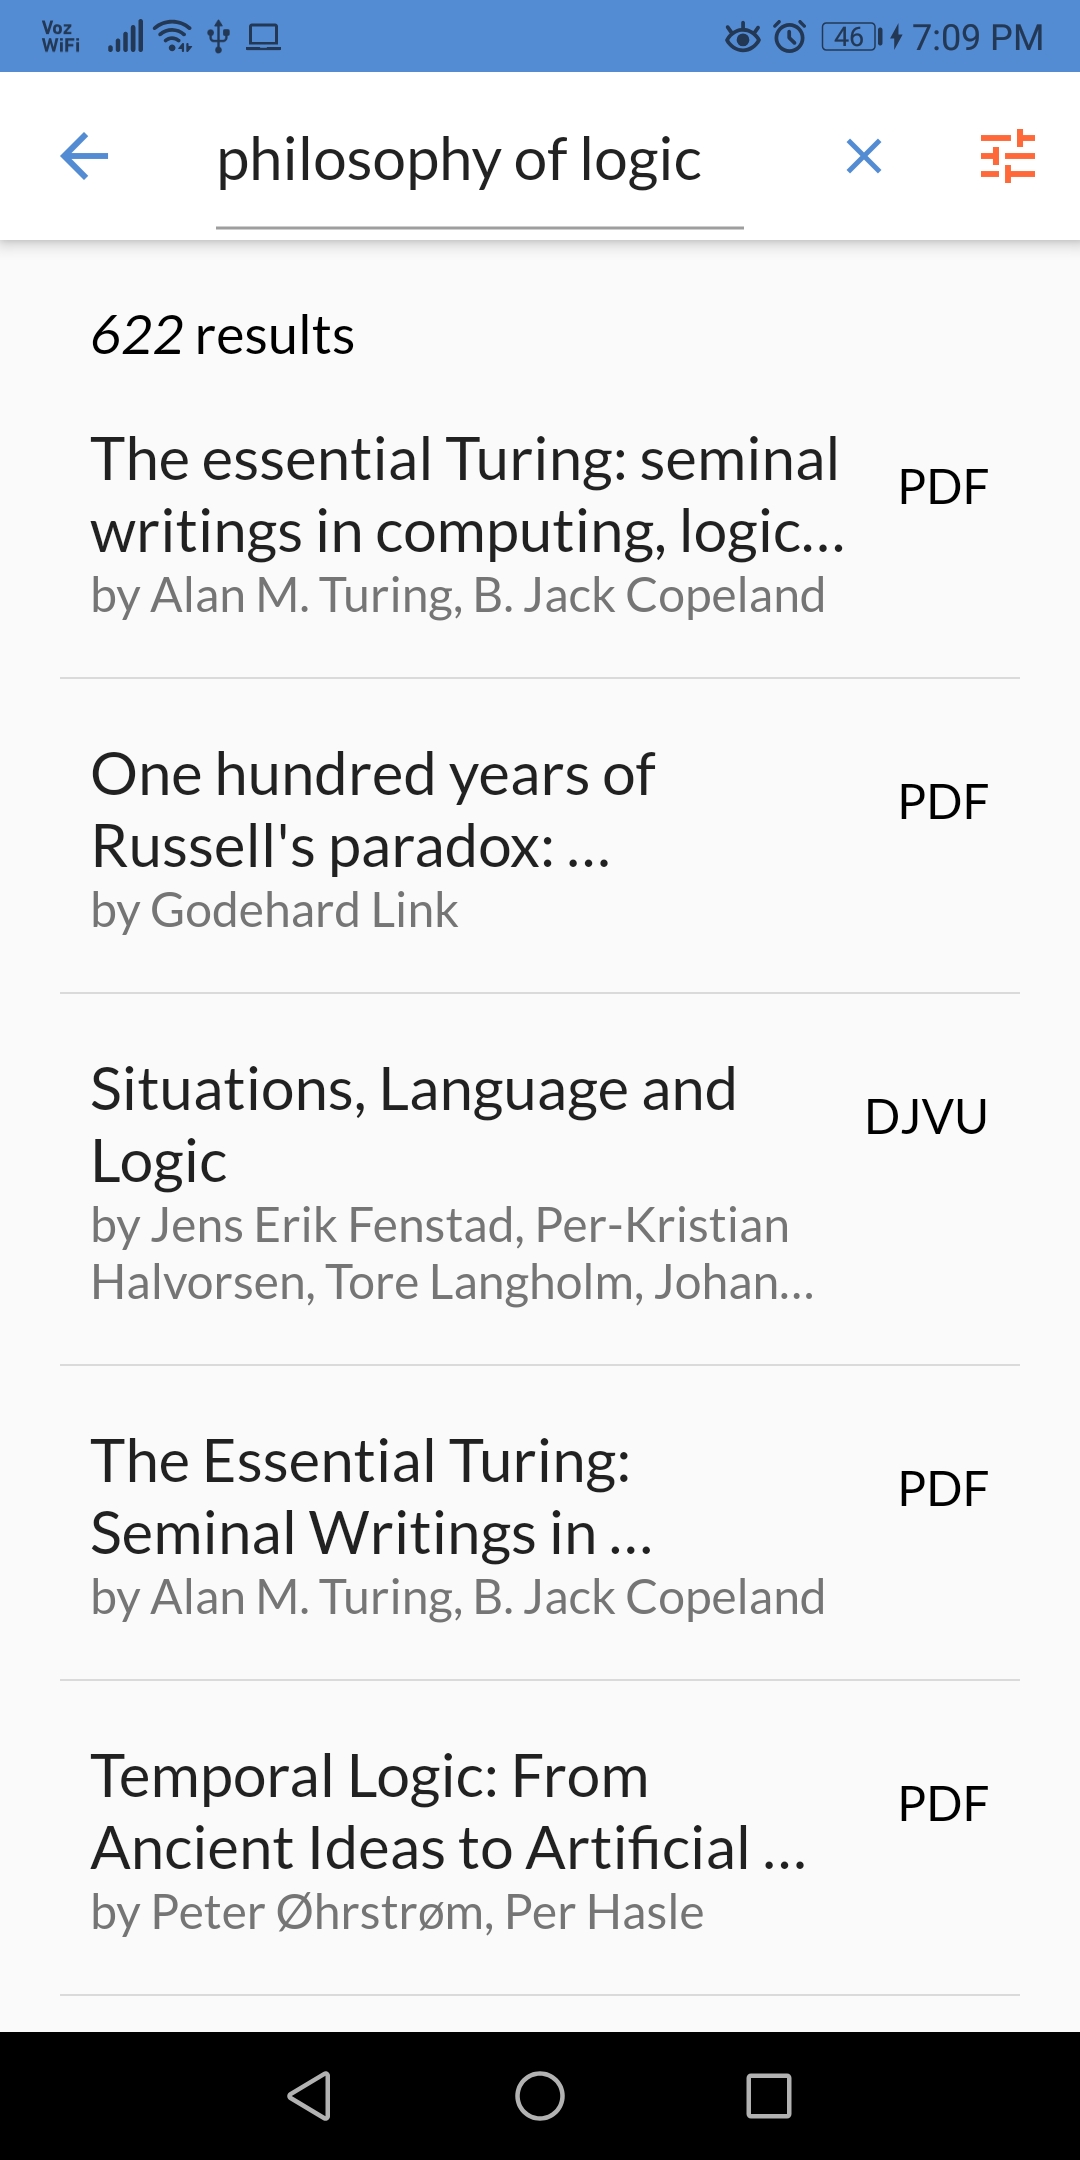 Voz
WiFi
46
7:09 PM
philosophy of logic
622 results
The essential Turing: seminal
writings in computing, logic...
PDF
by Alan M. Turing, B. Jack Copeland
One hundred years of
Russell's paradox: ...
PDF
by Godehard Link
Situations, Language and
Logic
DJVU
by Jens Erik Fenstad, Per-Kristian
Halvorsen, Tore Langholm, Johan...
The Essential Turing:
Seminal Writings in ...
PDF
by Alan M. Turing, B. Jack Copeland
Temporal Logic: From
Ancient Ideas to Artificial ...
PDF
by Peter Øhrstrøm, Per Hasle